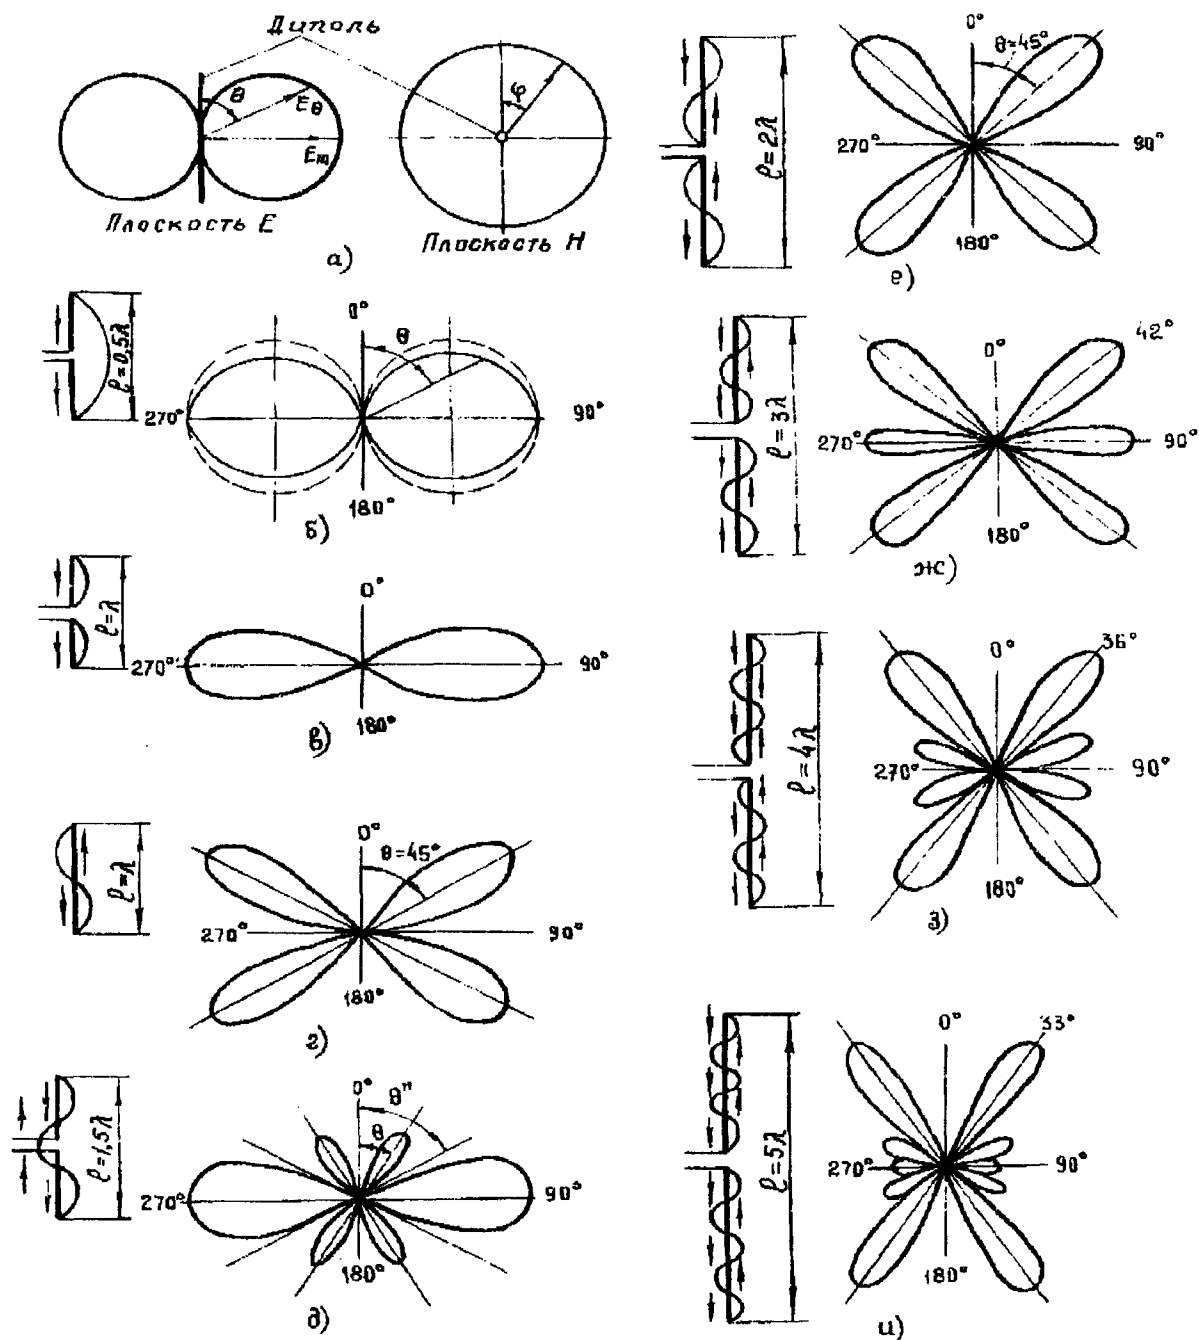 Диполь
θ
Eθ
Em
φ
Плоскость E
Плоскость H
а)
ℓ=0,5λ
0°
θ
270°
90°
180°
б)
ℓ=λ
0°
270°
90°
180°
в)
ℓ=λ
0°
θ=45°
270°
90°
180°
г)
ℓ=1,5λ
0°
θ"
θ
270°
90°
180°
д)
ℓ=2λ
0°
θ=45°
270°
90°
180°
е)
ℓ=3λ
0°
42°
270°
90°
180°
ж)
ℓ=4λ
0°
36°
270°
90°
180°
з)
ℓ=5λ
0°
33°
270°
90°
180°
и)